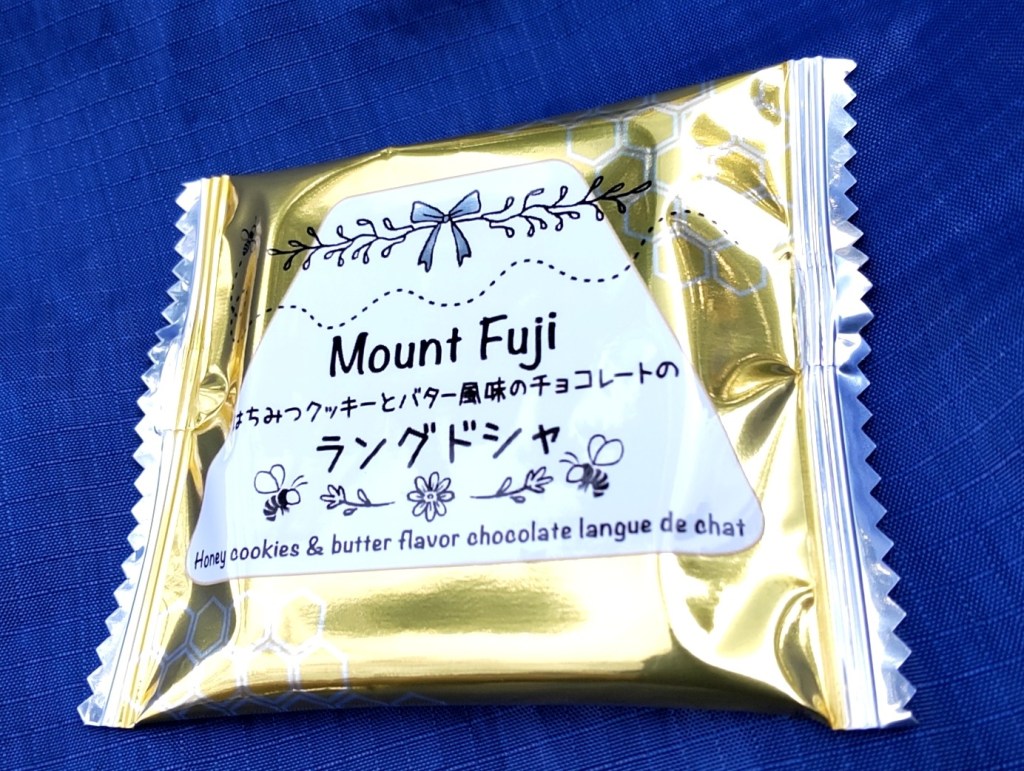 Mount Fuji
はちみつクッキーとバター風味のチョコレートの
ラングドシャ
Honey cookies & butter flavor chocolate langue de chat